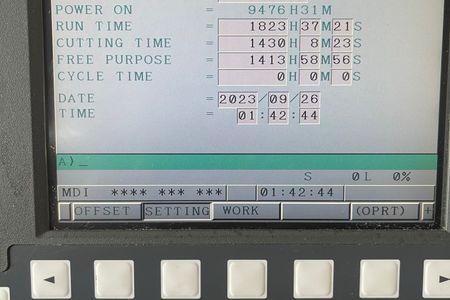 POWER ON = 9476H31M
RUN TIME = 1823H37M21S
CUTTING TIME = 1430H 8M23S
FREE PURPOSE = 1413H58M56S
CYCLE TIME = 0H 0M 0S
DATE = 2023/09/26
TIME = 01:42:44
A)_
S 0L 0%
MDI **** *** *** 01:42:44
OFFSET SETTING WORK (OPRT) +